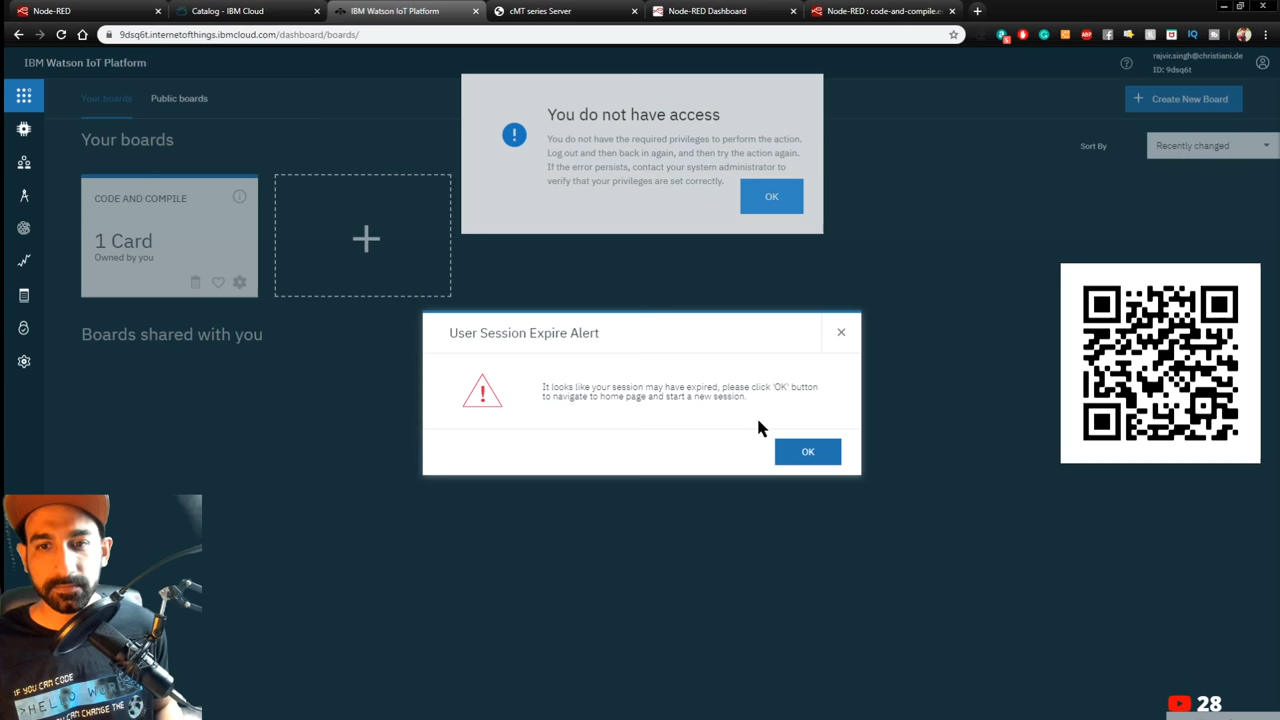 Node-RED
Catalog - IBM Cloud
IBM Watson IoT Platform
cMT series Server
Node-RED Dashboard
Node-RED : code-and-compile.e
9dsq6t.internetofthings.ibmcloud.com/dashboard/boards/
IBM Watson IoT Platform
rajvir.singh@christiani.de
ID: 9dsq6t
Your boards
Public boards
Create New Board
You do not have access
You do not have the required privileges to perform the action.
Log out and then back in again, and then try the action again.
If the error persists, contact your system administrator to
verify that your privileges are set correctly.
OK
Your boards
Sort By
Recently changed
CODE AND COMPILE
1 Card
Owned by you
Boards shared with you
User Session Expire Alert
It looks like your session may have expired, please click 'OK' button
to navigate to home page and start a new session.
OK
IF YOU CAN CODE
>HELLO WORLD
CAN CHANGE THE
28